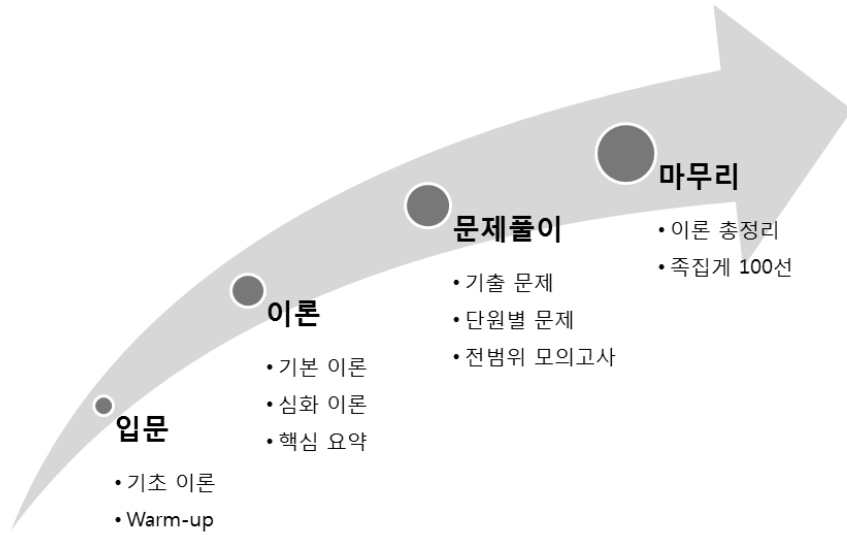 입문
• 기초 이론
• Warm-up
이론
• 기본 이론
• 심화 이론
• 핵심 요약
문제풀이
• 기출 문제
• 단원별 문제
• 전범위 모의고사
마무리
• 이론 총정리
• 족집게 100선